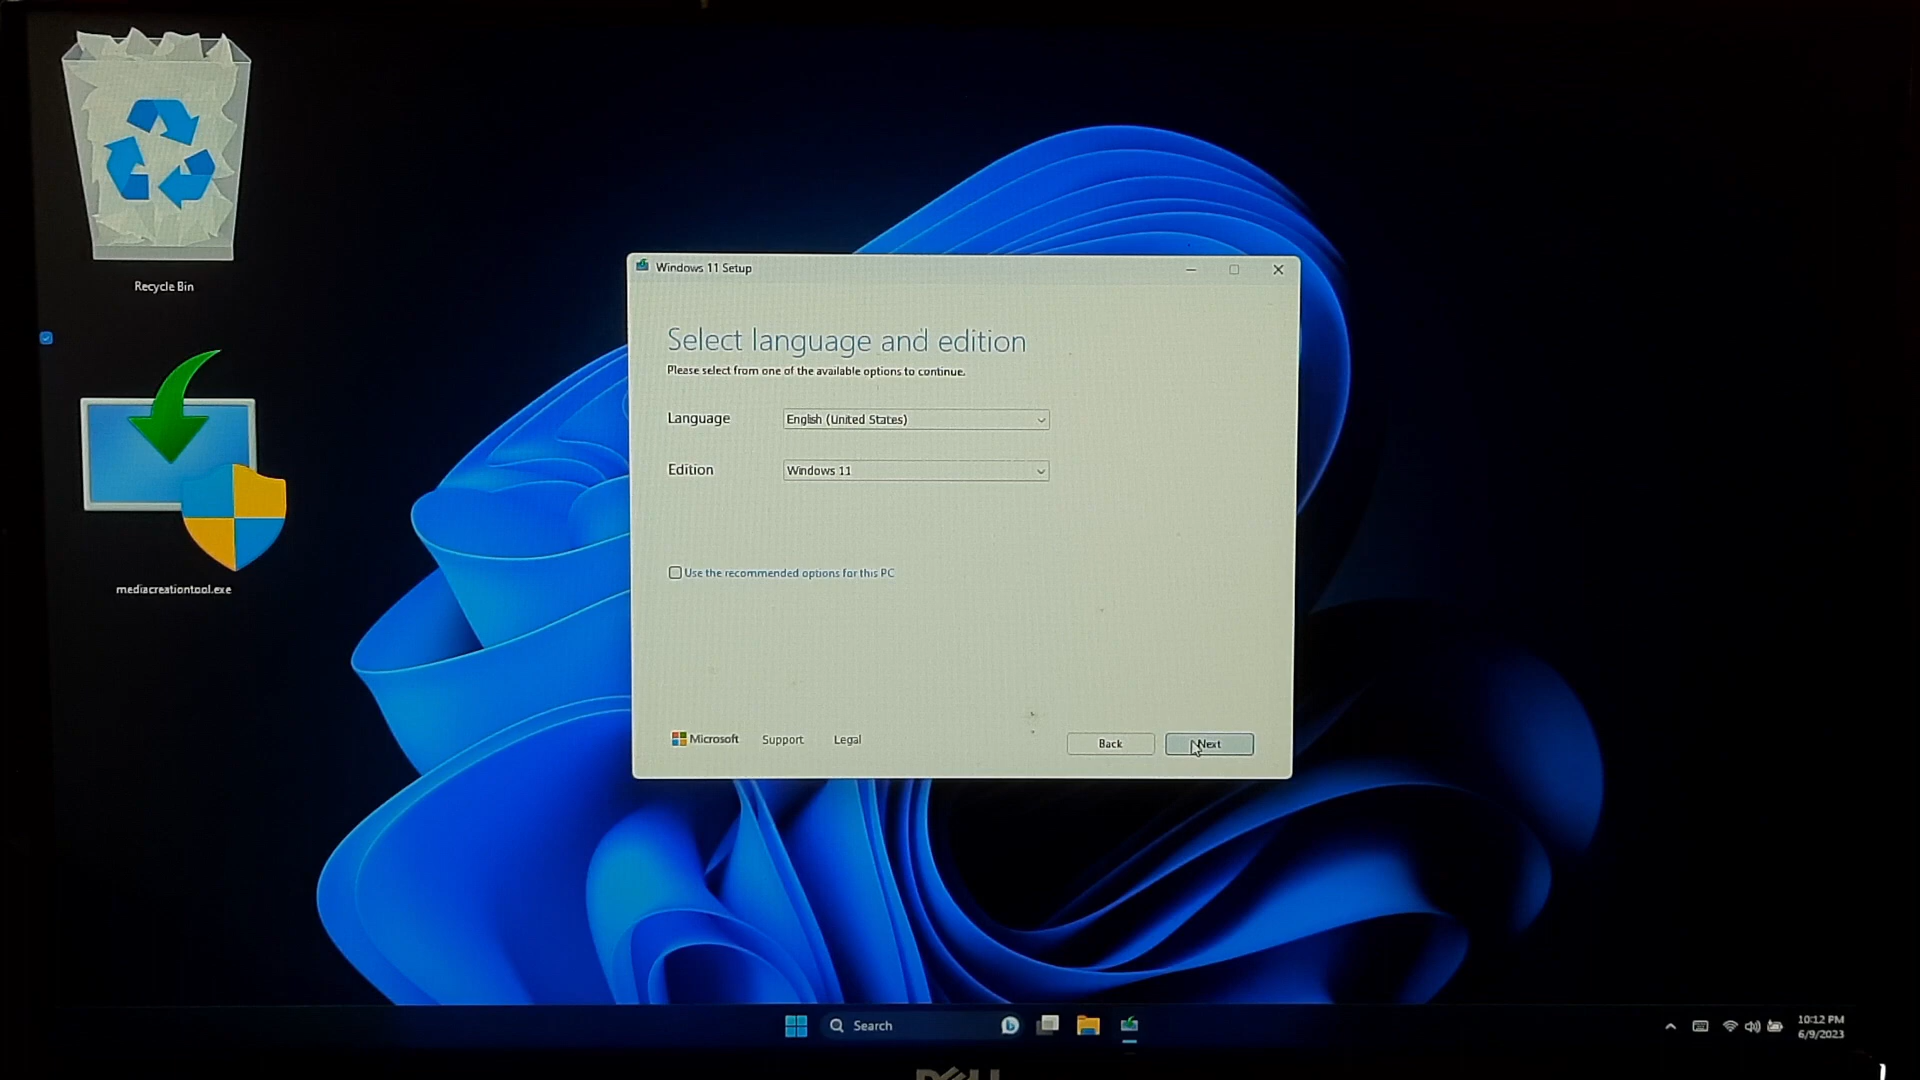 Recycle Bin
mediacreationtool.exe
Windows 11 Setup
Select language and edition
Please select from one of the available options to continue.
Language
English (United States)
Edition
Windows 11
Use the recommended options for this PC
Microsoft
Support
Legal
Back
Next
Search
10:12 PM
6/9/2023
DELL